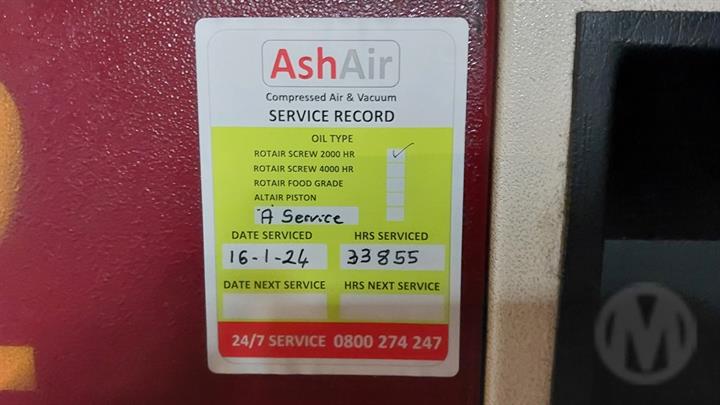 AshAir
Compressed Air & Vacuum
SERVICE RECORD
OIL TYPE
ROTAIR SCREW 2000 HR ✓
ROTAIR SCREW 4000 HR
ROTAIR FOOD GRADE
ALTAIR PISTON
"A" Service
DATE SERVICED HRS SERVICED
16-1-24 33855
DATE NEXT SERVICE HRS NEXT SERVICE
24/7 SERVICE 0800 274 247
M